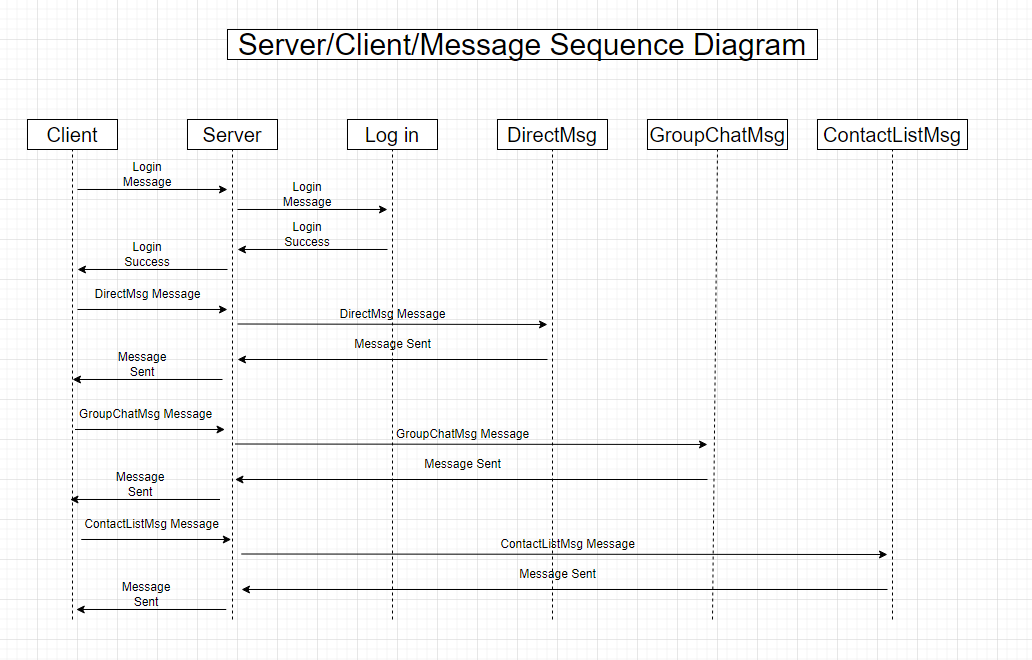 Server/Client/Message Sequence Diagram
Client
Server
Log in
DirectMsg
GroupChatMsg
ContactListMsg
Login
Message
Login
Message
Login
Success
Login
Success
DirectMsg Message
DirectMsg Message
Message Sent
Message
Sent
GroupChatMsg Message
GroupChatMsg Message
Message Sent
Message
Sent
ContactListMsg Message
ContactListMsg Message
Message Sent
Message
Sent